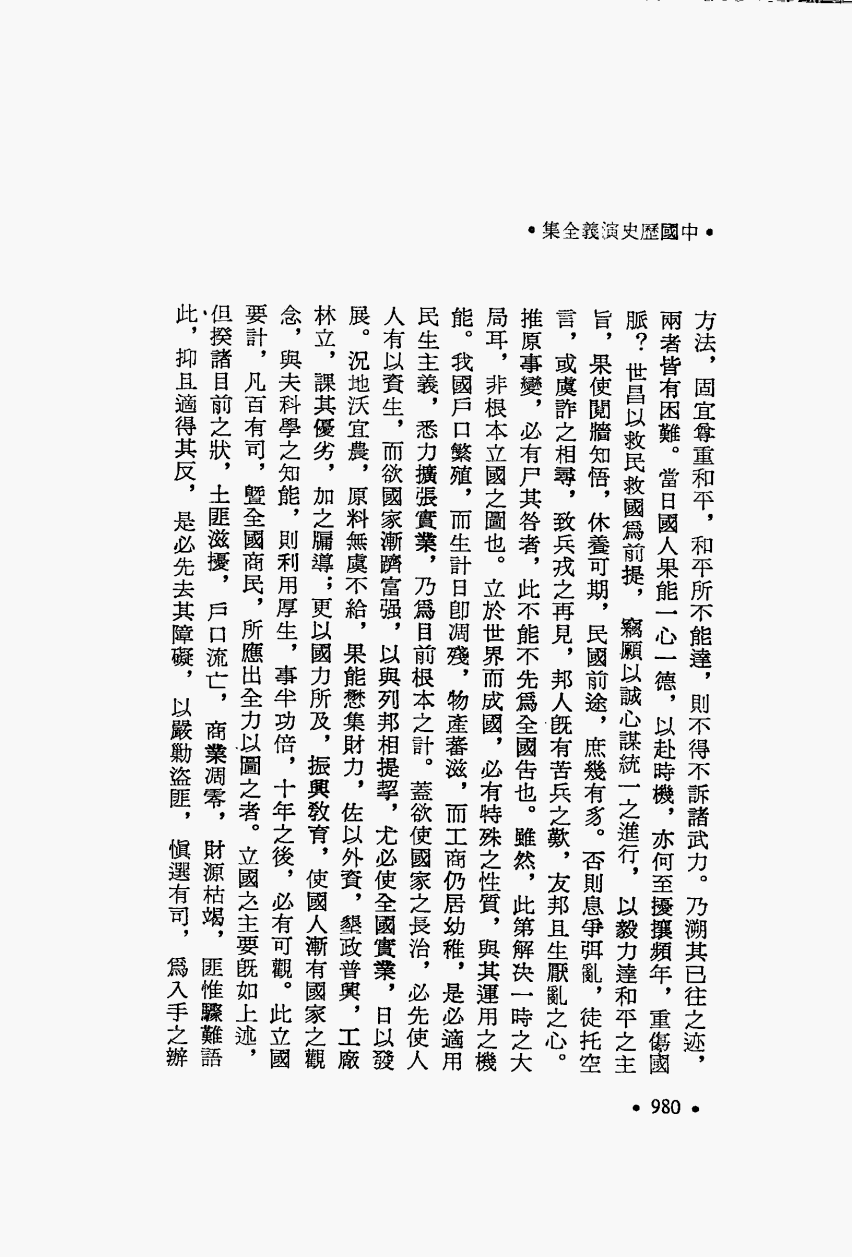 •中國歷史演義全集•
方法，固宜尊重和平，和平所不能達，則不得不訴諸武力。乃溯其已往之迹，
兩者皆有困難。當日國人果能一心一德，以赴時機，亦何至擾攘頻年，重傷國
脈？世昌以救民救國爲前提，竊願以誠心謀統一之進行，以毅力達和平之主
旨，果使鬩牆知悟，休養可期，民國前途，庶幾有豸。否則息爭弭亂，徒托空
言，或虞詐之相尋，致兵戎之再見，邦人旣有苦兵之歎，友邦且生厭亂之心。
推原事變，必有尸其咎者，此不能不先爲全國告也。雖然，此第解決一時之大
局耳，非根本立國之圖也。立於世界而成國，必有特殊之性質，與其運用之機
能。我國戶口繁殖，而生計日卽凋殘，物產蕃滋，而工商仍居幼稚，是必適用
民生主義，悉力擴張實業，乃爲目前根本之計。蓋欲使國家之長治，必先使人
人有以資生，而欲國家漸躋富强，以與列邦相提挈，尤必使全國實業，日以發
展。況地沃宜農，原料無虞不給，果能懋集財力，佐以外資，墾政普興，工廠
林立，課其優劣，加之牖導；更以國力所及，振興敎育，使國人漸有國家之觀
念，與夫科學之知能，則利用厚生，事半功倍，十年之後，必有可觀。此立國
要計，凡百有司，曁全國商民，所應出全力以圖之者。立國之主要旣如上述，
但揆諸目前之狀，土匪滋擾，戶口流亡，商業凋零，財源枯竭，匪惟驟難語
此，抑且適得其反，是必先去其障礙，以嚴勦盜匪，愼選有司，爲入手之辦
•980•